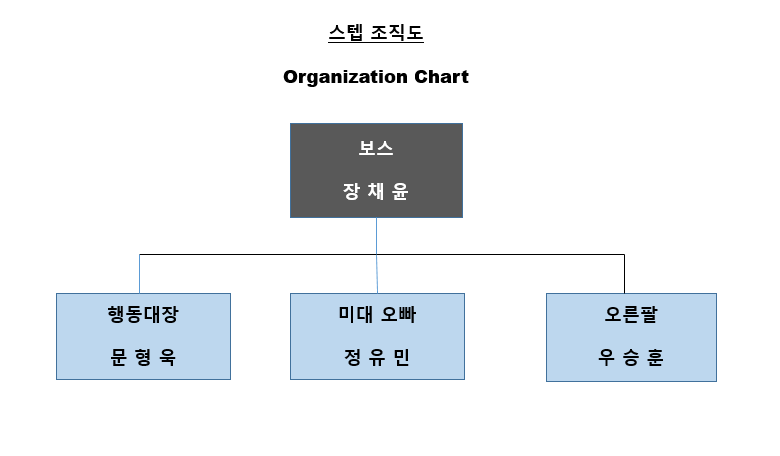 스텝 조직도
Organization Chart
보스
장 채 윤
행동대장
문 형 욱
미대 오빠
정 유 민
오른팔
우 승 훈